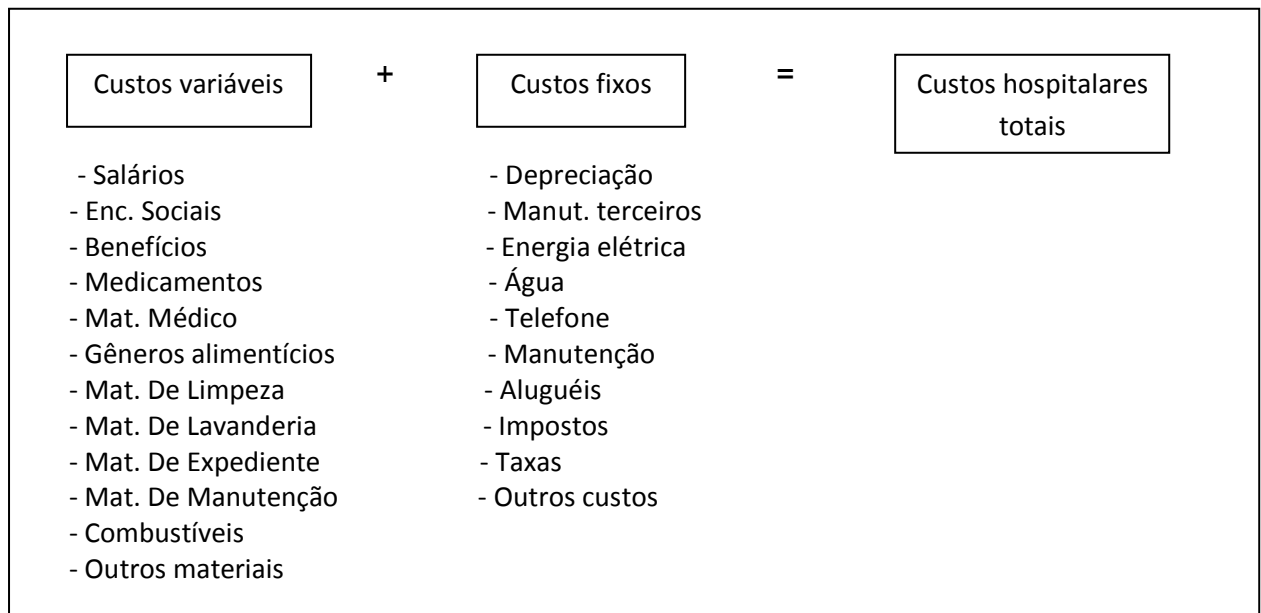 Custos variáveis
+
Custos fixos
=
Custos hospitalares
totais
- Salários
- Enc. Sociais
- Benefícios
- Medicamentos
- Mat. Médico
- Gêneros alimentícios
- Mat. De Limpeza
- Mat. De Lavanderia
- Mat. De Expediente
- Mat. De Manutenção
- Combustíveis
- Outros materiais
- Depreciação
- Manut. terceiros
- Energia elétrica
- Água
- Telefone
- Manutenção
- Aluguéis
- Impostos
- Taxas
- Outros custos